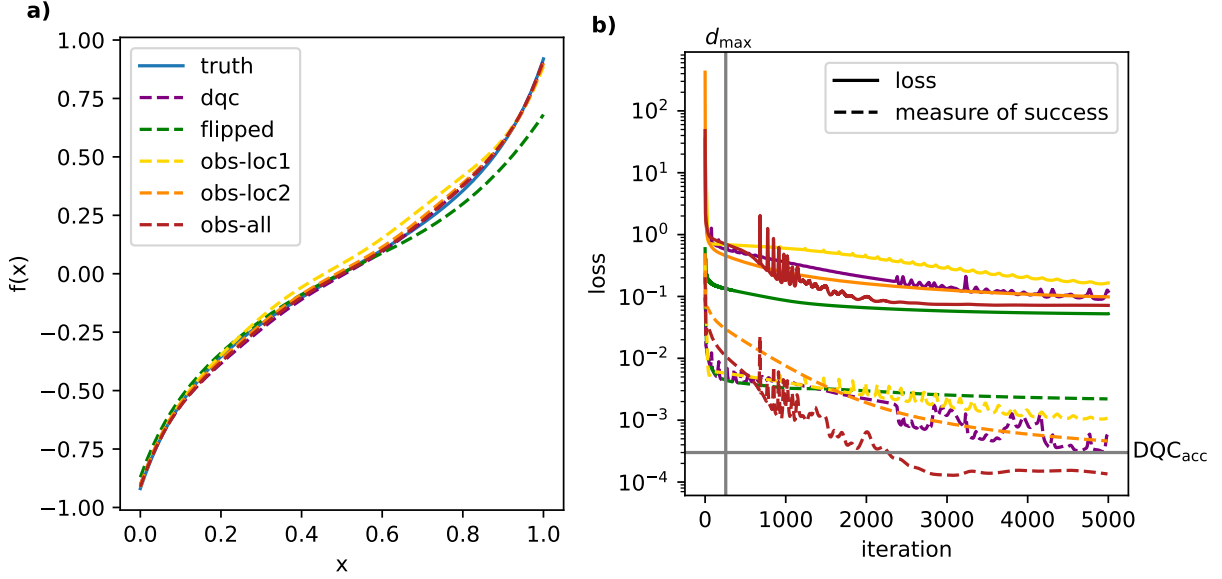 a)
1.00
0.75
0.50
0.25
0.00
−0.25
−0.50
−0.75
−1.00
f(x)
0.0
0.2
0.4
0.6
0.8
1.0
x
truth
dqc
flipped
obs-loc1
obs-loc2
obs-all
b)
d_max
10^2
10^1
10^0
10^−1
10^−2
10^−3
10^−4
loss
0
1000
2000
3000
4000
5000
iteration
loss
measure of success
DQC_acc